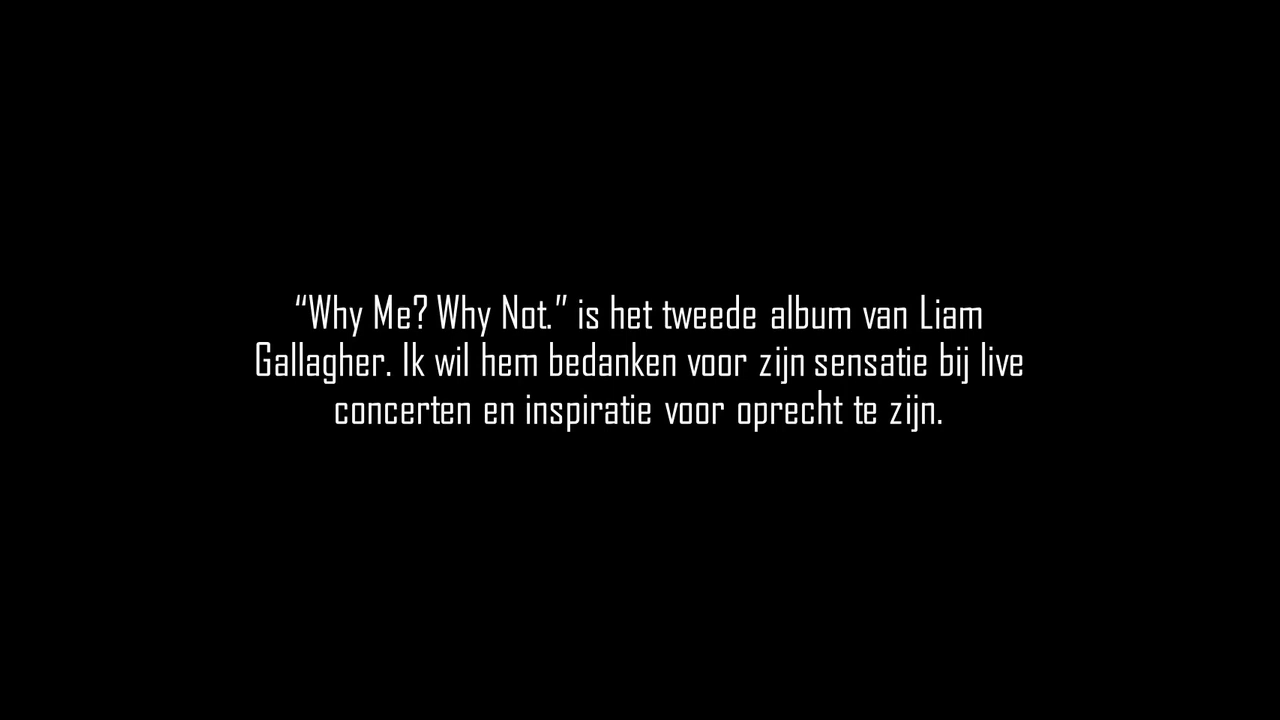 “Why Me? Why Not.” is het tweede album van Liam
Gallagher. Ik wil hem bedanken voor zijn sensatie bij live
concerten en inspiratie voor oprecht te zijn.